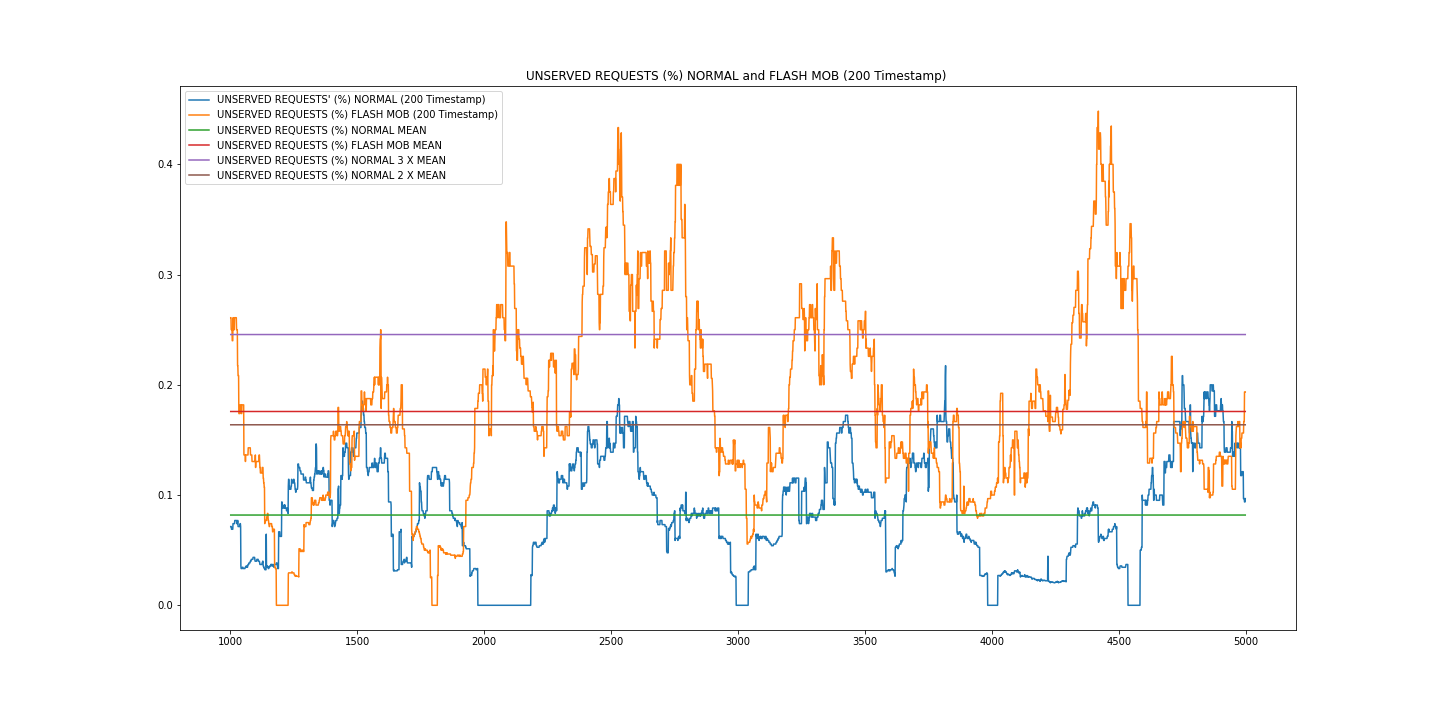 UNSERVED REQUESTS (%) NORMAL and FLASH MOB (200 Timestamp)
UNSERVED REQUESTS' (%) NORMAL (200 Timestamp)
UNSERVED REQUESTS (%) FLASH MOB (200 Timestamp)
UNSERVED REQUESTS (%) NORMAL MEAN
UNSERVED REQUESTS (%) FLASH MOB MEAN
UNSERVED REQUESTS (%) NORMAL 3 X MEAN
UNSERVED REQUESTS (%) NORMAL 2 X MEAN
0.4
0.3
0.2
0.1
0.0
1000 1500 2000 2500 3000 3500 4000 4500 5000